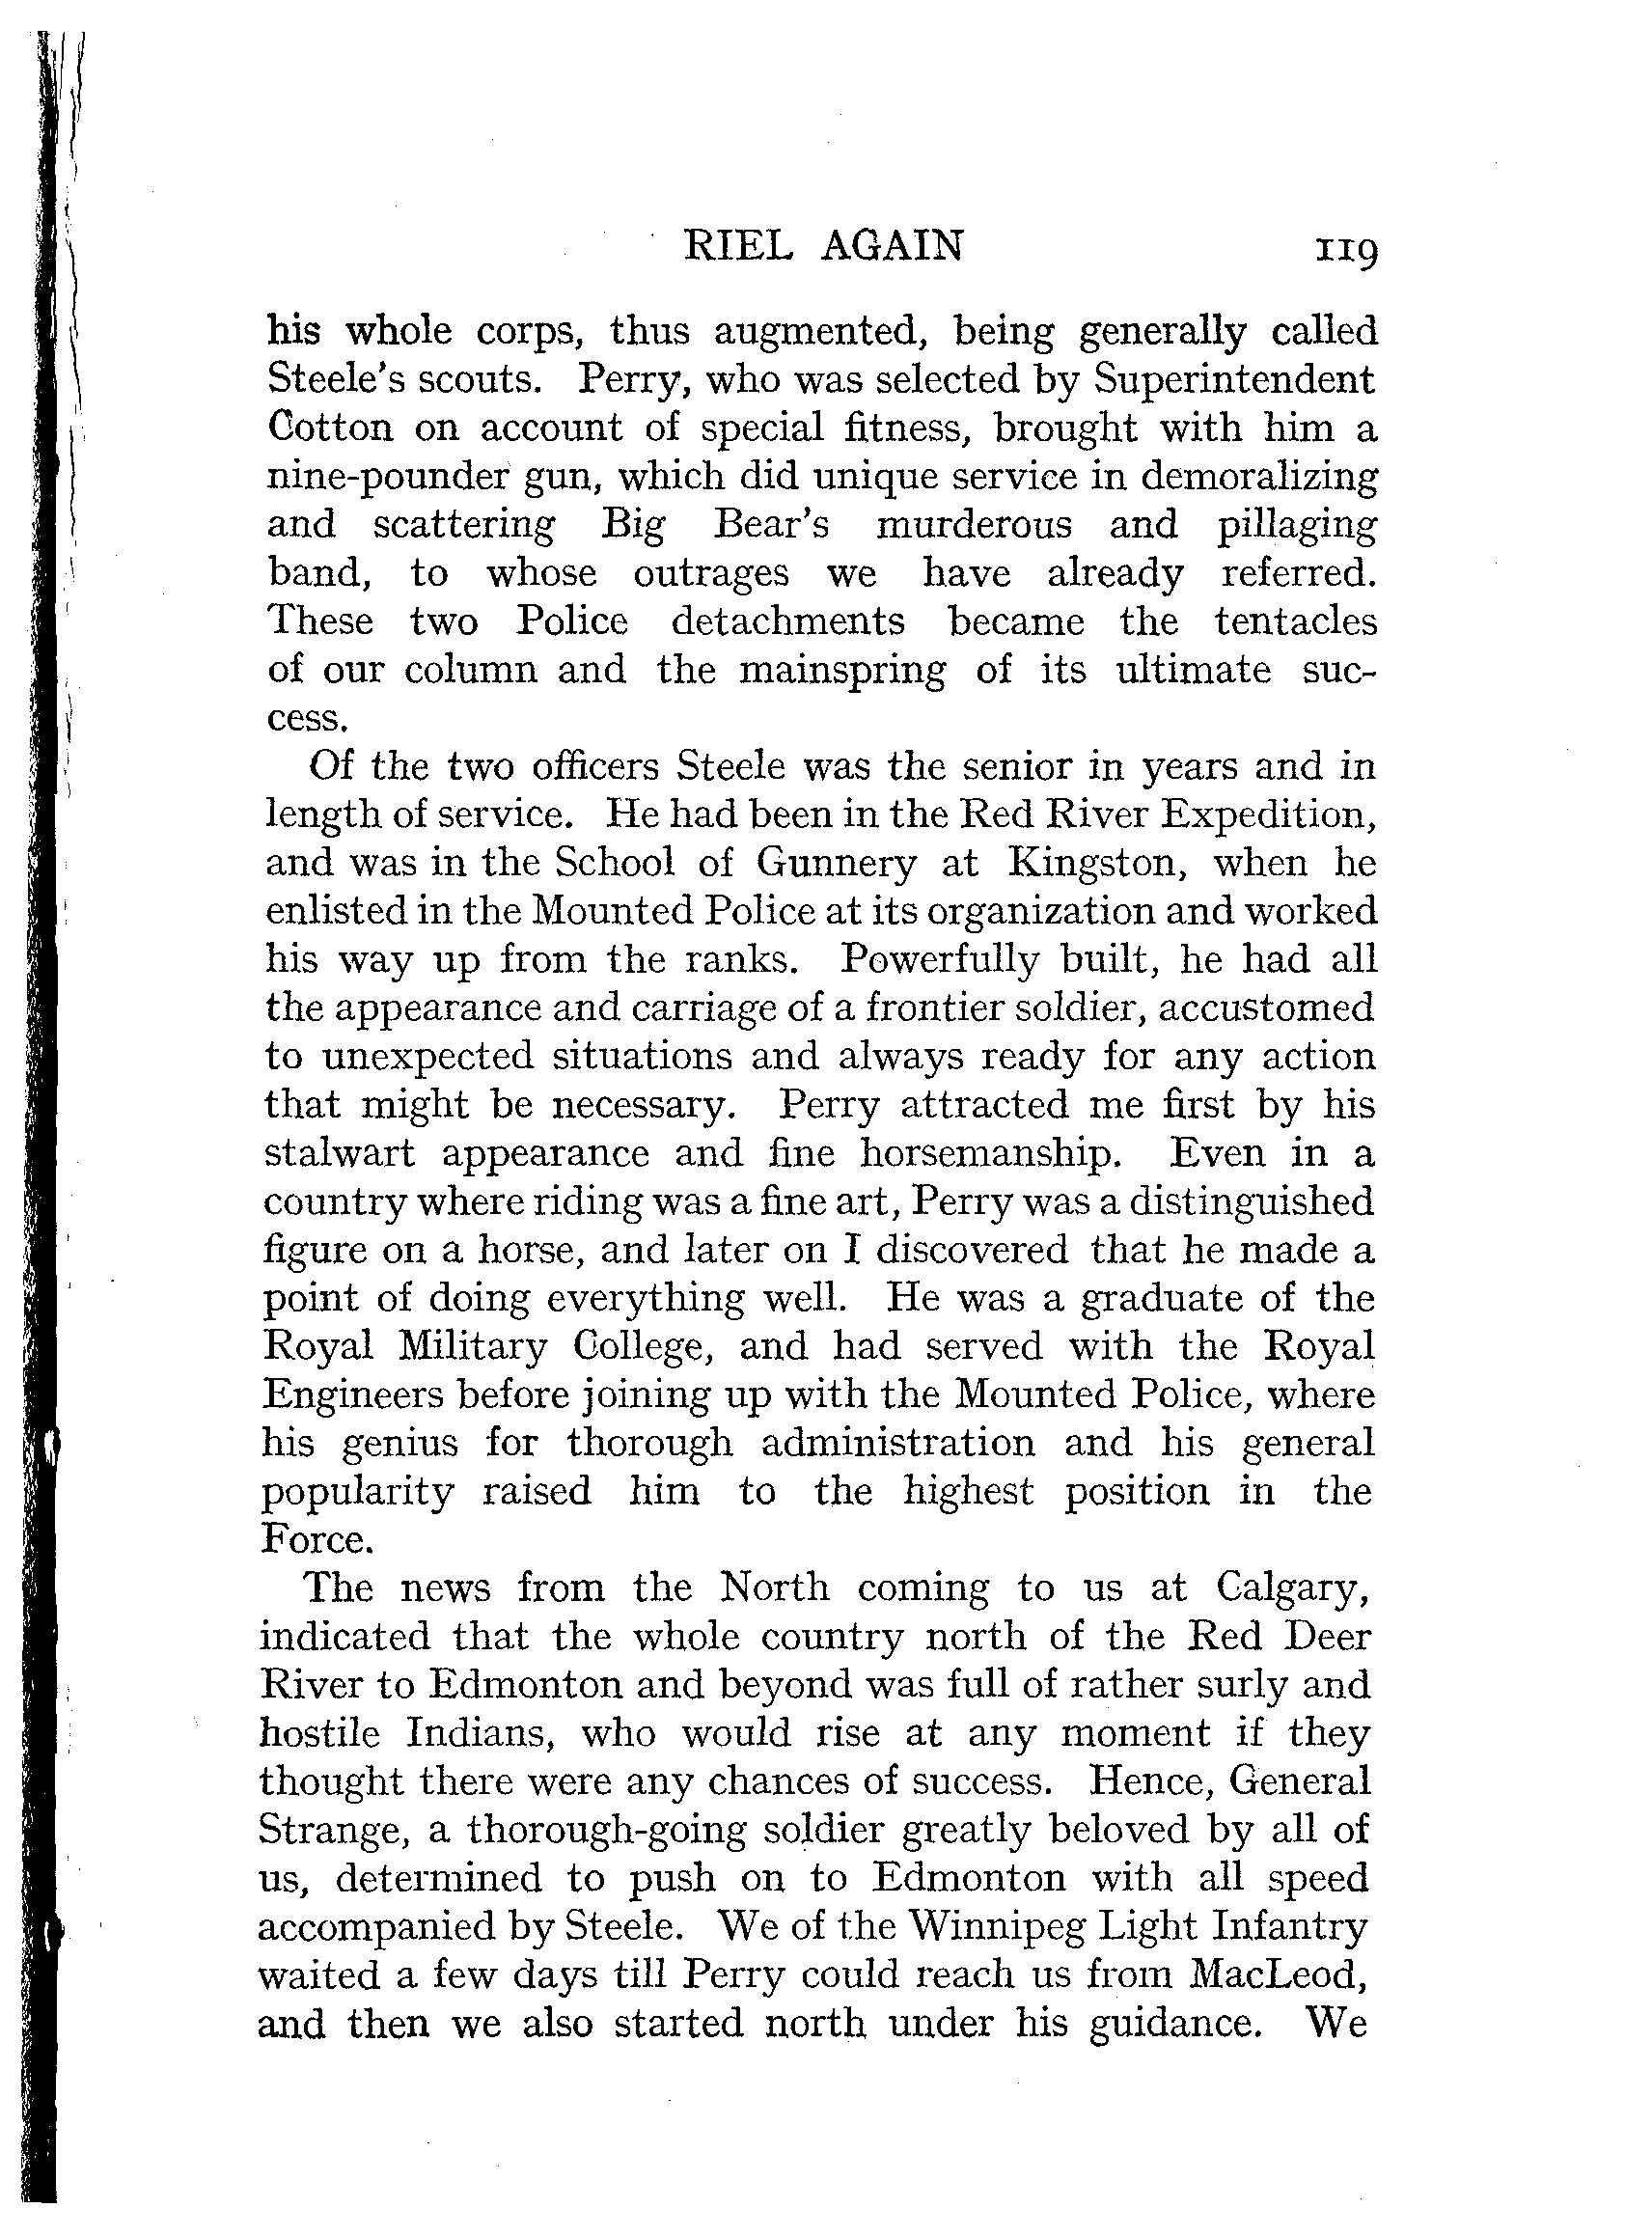 RIEL AGAIN 119
his whole corps, thus augmented, being generally called
Steele's scouts. Perry, who was selected by Superintendent
Cotton on account of special fitness, brought with him a
nine-pounder gun, which did unique service in demoralizing
and scattering Big Bear's murderous and pillaging
band, to whose outrages we have already referred.
These two Police detachments became the tentacles
of our column and the mainspring of its ultimate suc-
cess.
Of the two officers Steele was the senior in years and in
length of service. He had been in the Red River Expedition,
and was in the School of Gunnery at Kingston, when he
enlisted in the Mounted Police at its organization and worked
his way up from the ranks. Powerfully built, he had all
the appearance and carriage of a frontier soldier, accustomed
to unexpected situations and always ready for any action
that might be necessary. Perry attracted me first by his
stalwart appearance and fine horsemanship. Even in a
country where riding was a fine art, Perry was a distinguished
figure on a horse, and later on I discovered that he made a
point of doing everything well. He was a graduate of the
Royal Military College, and had served with the Royal
Engineers before joining up with the Mounted Police, where
his genius for thorough administration and his general
popularity raised him to the highest position in the
Force.
The news from the North coming to us at Calgary,
indicated that the whole country north of the Red Deer
River to Edmonton and beyond was full of rather surly and
hostile Indians, who would rise at any moment if they
thought there were any chances of success. Hence, General
Strange, a thorough-going soldier greatly beloved by all of
us, determined to push on to Edmonton with all speed
accompanied by Steele. We of the Winnipeg Light Infantry
waited a few days till Perry could reach us from MacLeod,
and then we also started north under his guidance. We